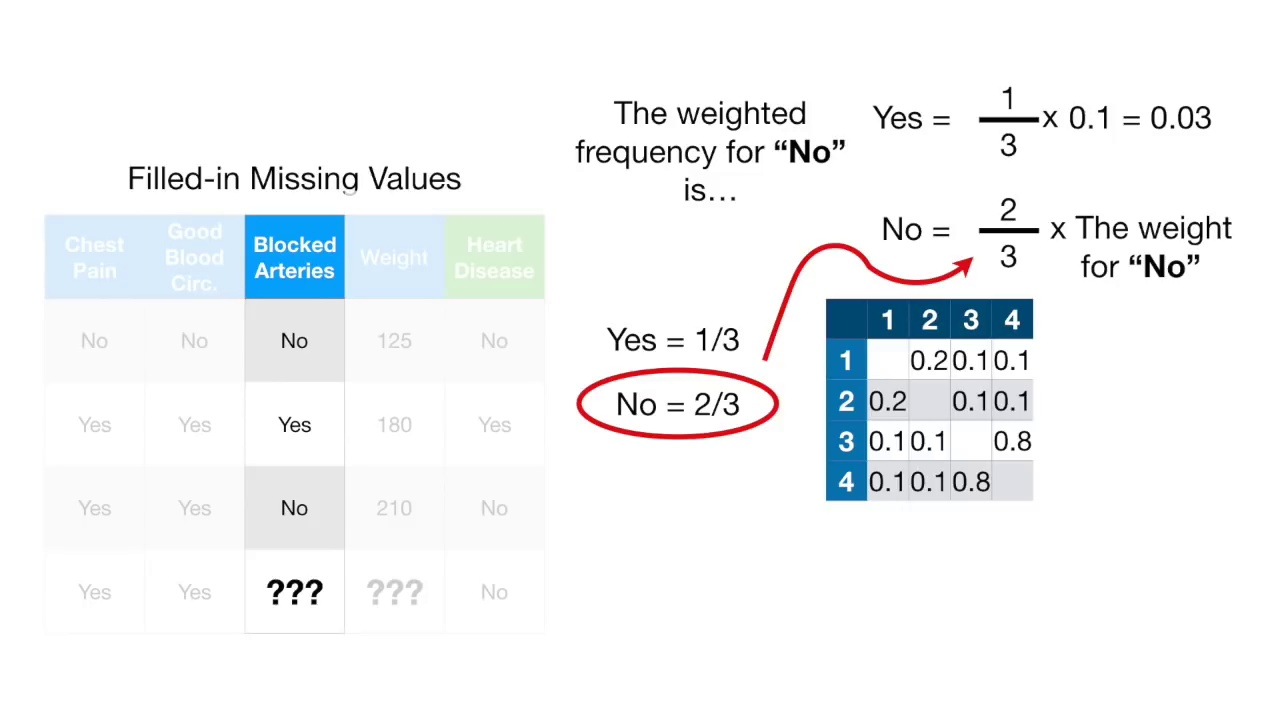 The weighted
frequency for “No”
is…
Yes = 1/3 x 0.1 = 0.03
No = 2/3 x The weight
for “No”
Filled-in Missing Values
Chest Pain Good Blood Circ. Blocked Arteries Weight Heart Disease
No No No 125 No
Yes Yes Yes 180 Yes
Yes Yes No 210 No
Yes Yes ??? ??? No
Yes = 1/3
No = 2/3
1 2 3 4
1 0.2 0.1 0.1
2 0.2 0.1 0.1
3 0.1 0.1 0.8
4 0.1 0.1 0.8